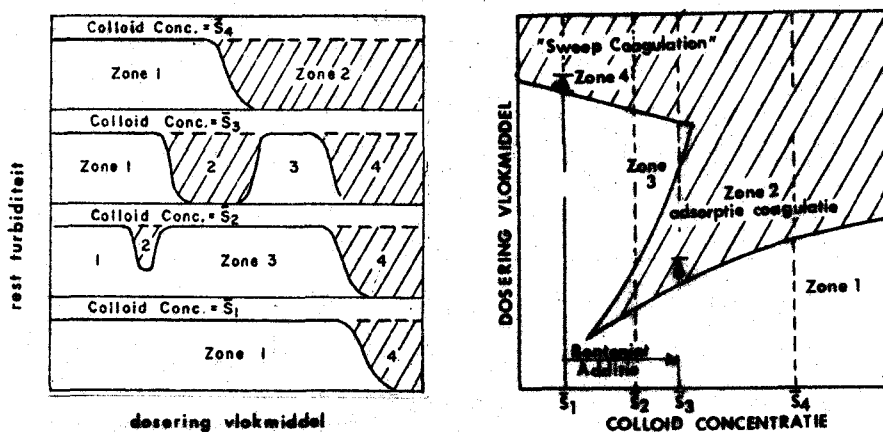 Colloid Conc. = S̄4
Zone 1
Zone 2
Colloid Conc. = S̄3
Zone 1
2
3
4
Colloid Conc. = S̄2
1
2
Zone 3
4
Colloid Conc. = S̄1
Zone 1
4
rest turbiditeit
dosering vlokmiddel
"Sweep Coagulation"
Zone 4
Zone
3
Zone 2
adsorptie coagulatie
Zone 1
Bentoniet
Additie
S̄1
S̄2
S̄3
S̄4
DOSERING VLOKMIDDEL
COLLOID CONCENTRATIE